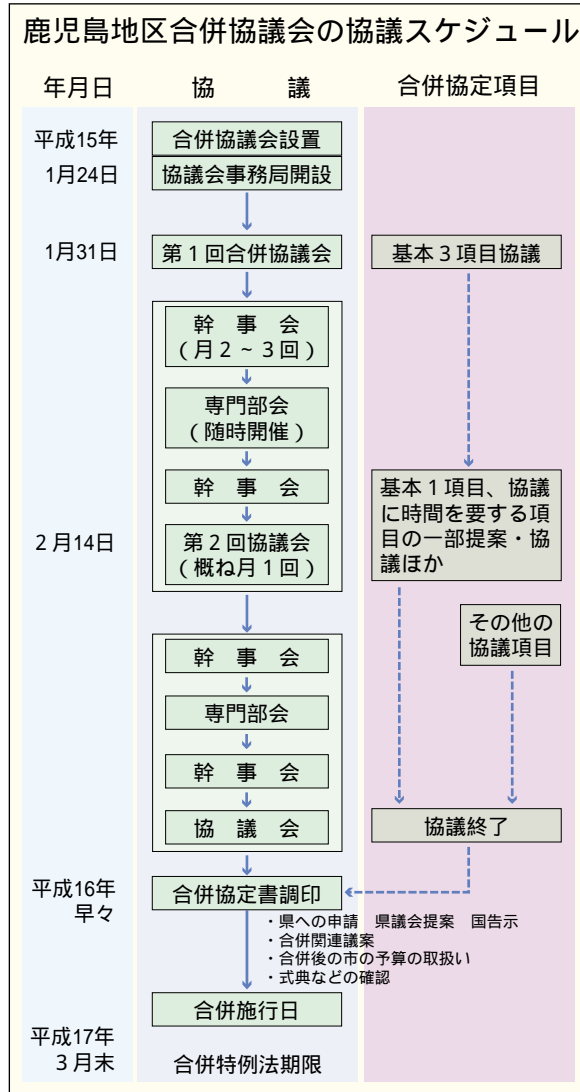 鹿児島地区合併協議会の協議スケジュール
年月日　協　　議　合併協定項目
平成15年　合併協議会設置
1月24日　協議会事務局開設
1月31日　第１回合併協議会　基本３項目協議
幹　事　会
（月２～３回）
専門部会
（随時開催）
幹　事　会
２月14日　第２回協議会
（概ね月１回）
基本１項目、協議
に時間を要する項
目の一部提案・協
議ほか
その他の
協議項目
幹　事　会
専門部会
幹　事　会
協　議　会　協議終了
平成16年
早々
合併協定書調印
・県への申請　県議会提案　国告示
・合併関連議案
・合併後の市の予算の取扱い
・式典などの確認
合併施行日
平成17年
３月末
合併特例法期限